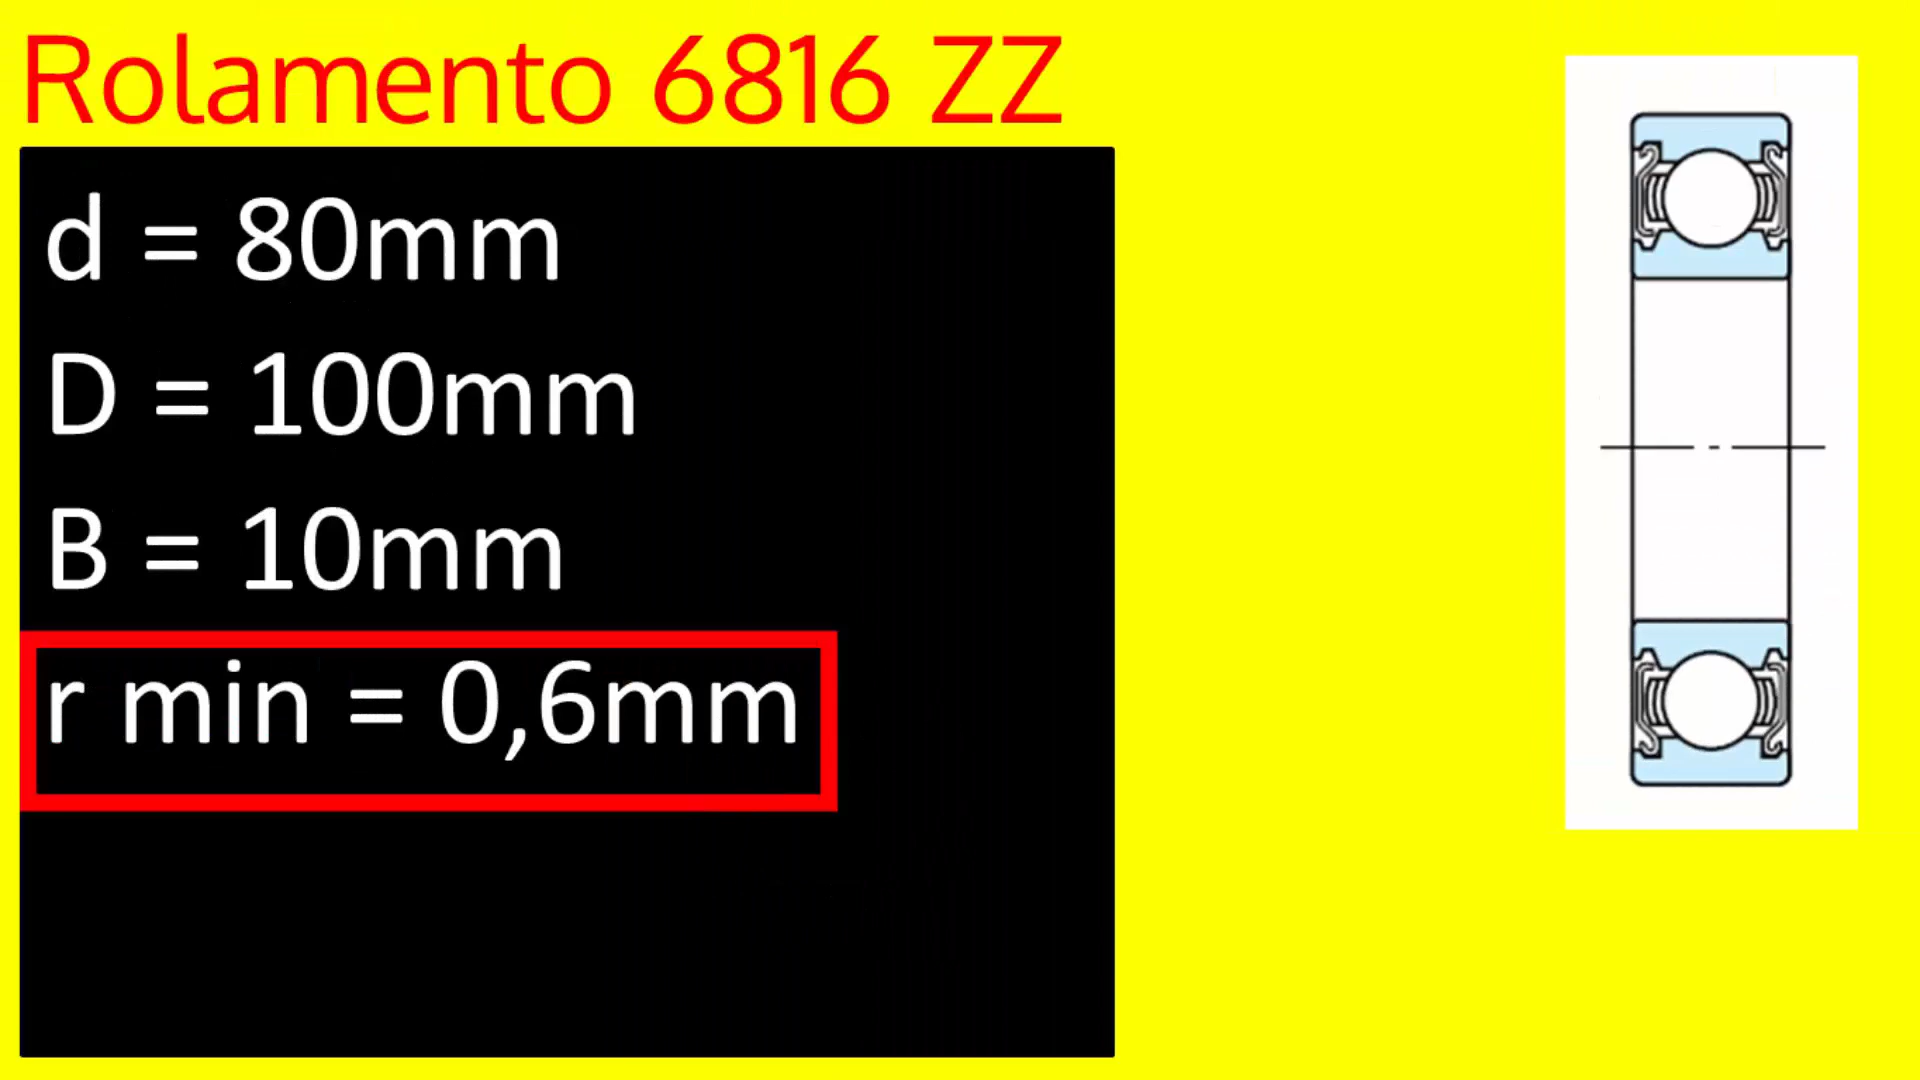 Rolamento 6816 ZZ
d = 80mm
D = 100mm
B = 10mm
r min = 0,6mm